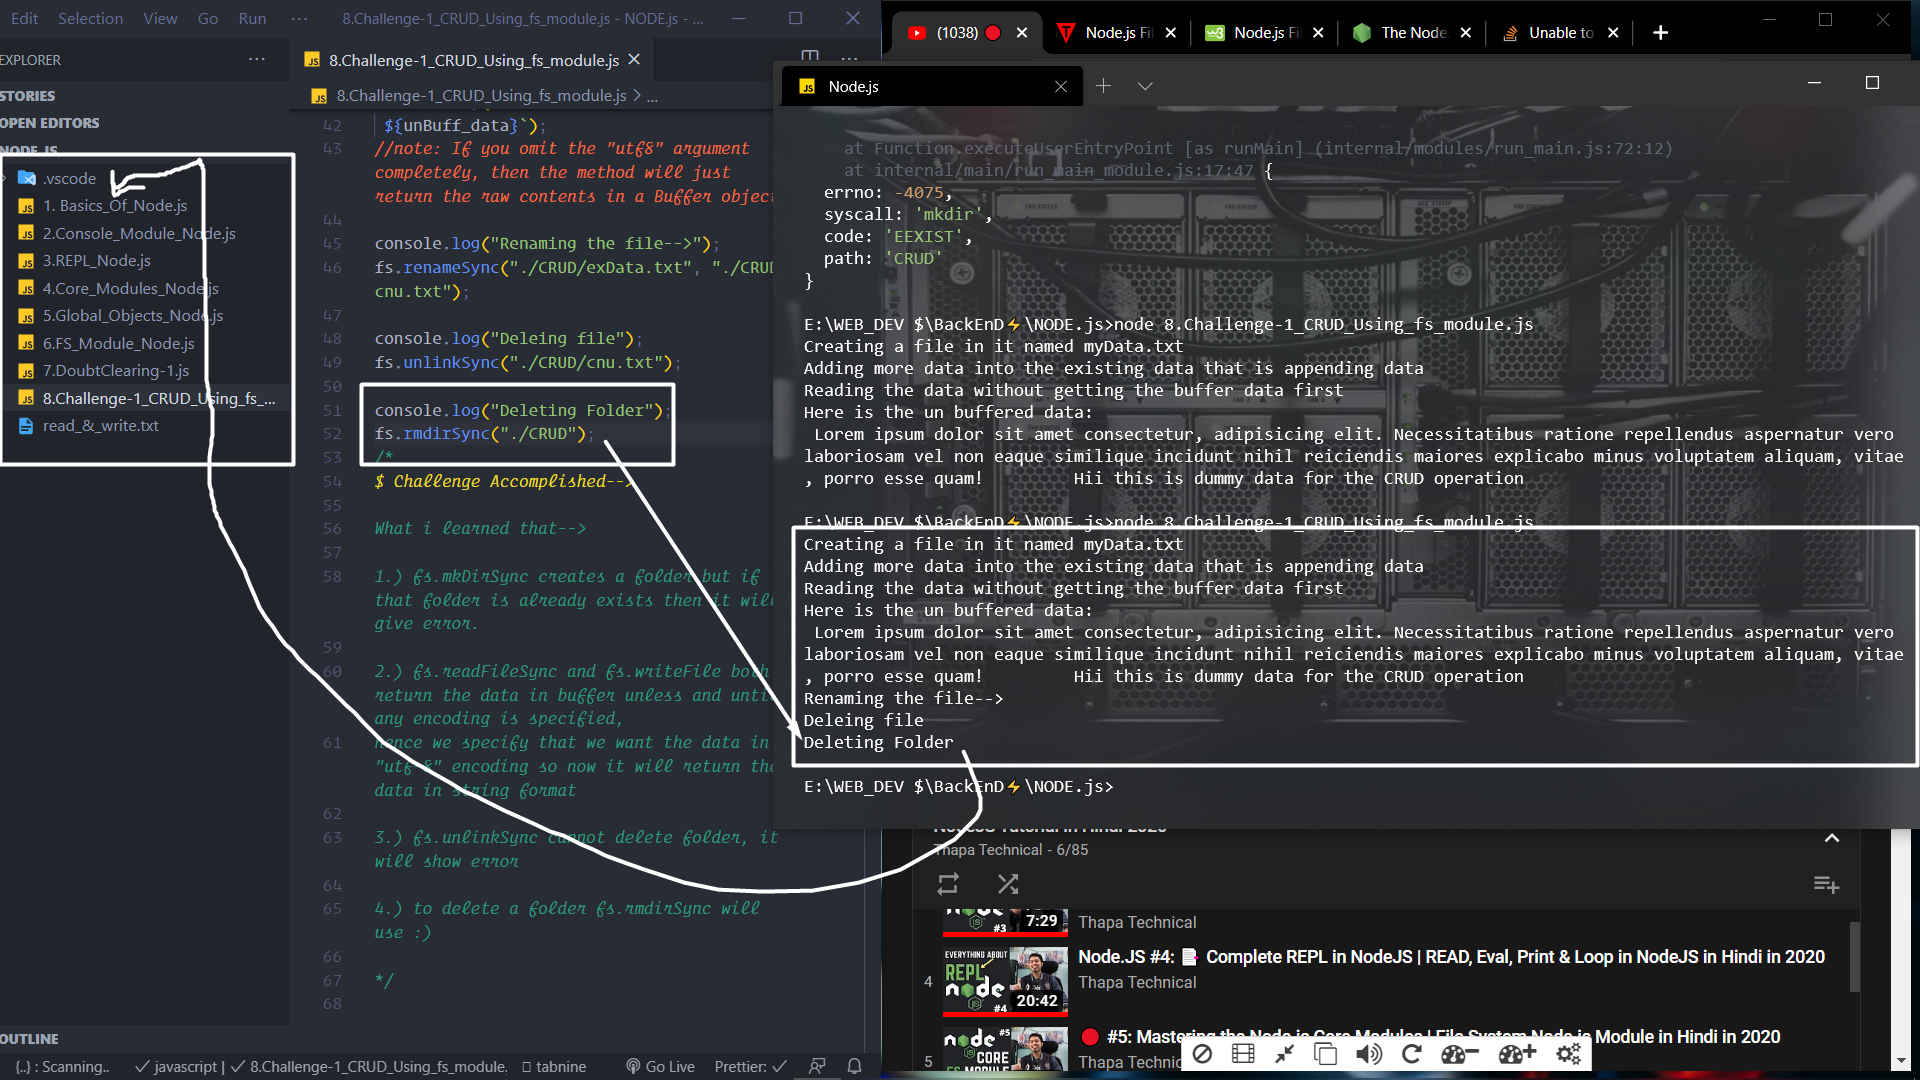 Edit Selection View Go Run ··· 8.Challenge-1_CRUD_Using_fs_module.js - NODE.js - ...
EXPLORER ···
STORIES
OPEN EDITORS
NODE.JS
.vscode
1. Basics_Of_Node.js
2.Console_Module_Node.js
3.REPL_Node.js
4.Core_Modules_Node.js
5.Global_Objects_Node.js
6.FS_Module_Node.js
7.DoubtClearing-1.js
8.Challenge-1_CRUD_Using_fs_...
read_&_write.txt
OUTLINE
8.Challenge-1_CRUD_Using_fs_module.js
8.Challenge-1_CRUD_Using_fs_module.js > ...
42 ${unBuff_data}`);
43 //note: If you omit the "utf8" argument
completely, then the method will just
return the raw contents in a Buffer objec
44
45 console.log("Renaming the file-->");
46 fs.renameSync("./CRUD/exData.txt", "./CRUD
cnu.txt");
47
48 console.log("Deleing file");
49 fs.unlinkSync("./CRUD/cnu.txt");
50
51 console.log("Deleting Folder");
52 fs.rmdirSync("./CRUD");
53 /*
54 $ Challenge Accomplished-->
55
56 What i learned that-->
57
58 1.) fs.mkDirSync creates a folder but if
that folder is already exists then it will
give error.
59
60 2.) fs.readFileSync and fs.writeFile both
return the data in buffer unless and unti
any encoding is specified,
61 hence we specify that we want the data in
"utf-8" encoding so now it will return the
data in string format
62
63 3.) fs.unlinkSync cannot delete folder, it
will show error
64
65 4.) to delete a folder fs.rmdirSync will
use :)
66
67 */
68
{..} : Scanning.. javascript | 8.Challenge-1_CRUD_Using_fs_module. tabnine Go Live Prettier:
(1038) Node.js Fi Node.js Fi The Node. Unable to
Node.js
at Function.executeUserEntryPoint [as runMain] (internal/modules/run_main.js:72:12)
at internal/main/run_main_module.js:17:47 {
errno: -4075,
syscall: 'mkdir',
code: 'EEXIST',
path: 'CRUD'
}
E:\WEB_DEV $\BackEnD⚡\NODE.js>node 8.Challenge-1_CRUD_Using_fs_module.js
Creating a file in it named myData.txt
Adding more data into the existing data that is appending data
Reading the data without getting the buffer data first
Here is the un buffered data:
Lorem ipsum dolor sit amet consectetur, adipisicing elit. Necessitatibus ratione repellendus aspernatur vero
laboriosam vel non eaque similique incidunt nihil reiciendis maiores explicabo minus voluptatem aliquam, vitae
, porro esse quam! Hii this is dummy data for the CRUD operation
E:\WEB_DEV $\BackEnD⚡\NODE.js>node 8.Challenge-1_CRUD_Using_fs_module.js
Creating a file in it named myData.txt
Adding more data into the existing data that is appending data
Reading the data without getting the buffer data first
Here is the un buffered data:
Lorem ipsum dolor sit amet consectetur, adipisicing elit. Necessitatibus ratione repellendus aspernatur vero
laboriosam vel non eaque similique incidunt nihil reiciendis maiores explicabo minus voluptatem aliquam, vitae
, porro esse quam! Hii this is dummy data for the CRUD operation
Renaming the file-->
Deleing file
Deleting Folder
E:\WEB_DEV $\BackEnD⚡\NODE.js>
NodeJS Tutorial in Hindi 2020
Thapa Technical - 6/85
node #3 7:29
Thapa Technical
4
EVERYTHING ABOUT
REPL
node
#4 20:42
Node.JS #4: 📑 Complete REPL in NodeJS | READ, Eval, Print & Loop in NodeJS in Hindi in 2020
Thapa Technical
5
node #5
CORE
FS MODULE
🔴 #5: Mastering the Node.js Core Modules | File System Node.js Module in Hindi in 2020
Thapa Technic